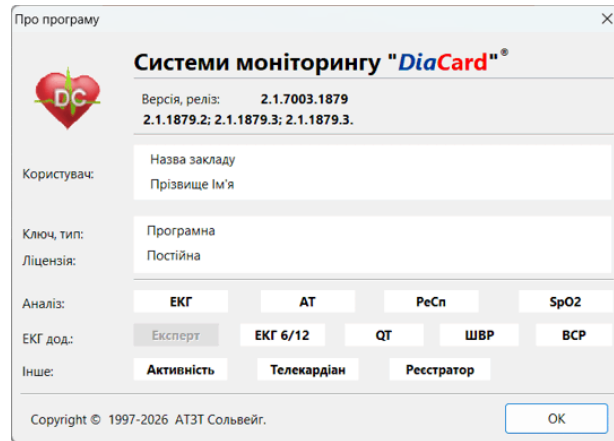 Про програму
Системи моніторингу "DiaCard"®
DC
Версія, реліз: 2.1.7003.1879
2.1.1879.2; 2.1.1879.3; 2.1.1879.3.
Користувач:
Назва закладу
Прізвище Ім'я
Ключ, тип: Програмна
Ліцензія: Постійна
Аналіз: ЕКГ АТ РеСп SpO2
ЕКГ дод.: Експерт ЕКГ 6/12 QT ШВР ВСР
Інше: Активність Телекардіан Реєстратор
Copyright © 1997-2026 АТЗТ Сольвейг.
OK